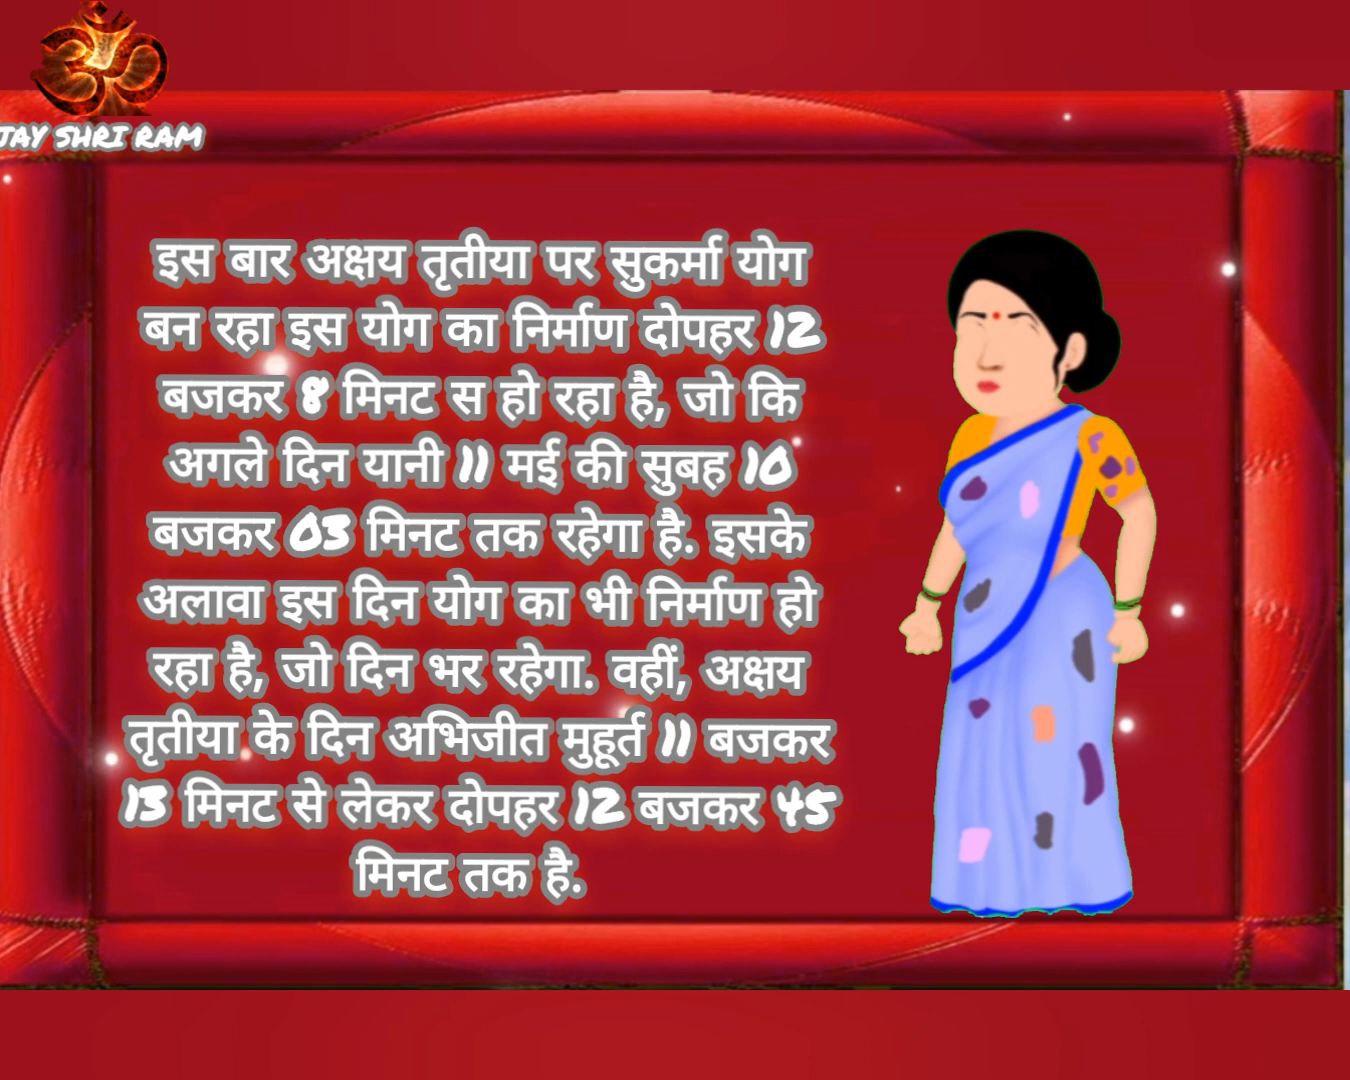 JAY SHRI RAM
इस बार अक्षय तृतीया पर सुकर्मा योग
बन रहा इस योग का निर्माण दोपहर 12
बजकर 8 मिनट स हो रहा है, जो कि
अगले दिन यानी 11 मई की सुबह 10
बजकर 03 मिनट तक रहेगा है. इसके
अलावा इस दिन योग का भी निर्माण हो
रहा है, जो दिन भर रहेगा. वहीं, अक्षय
तृतीया के दिन अभिजीत मुहूर्त 11 बजकर
13 मिनट से लेकर दोपहर 12 बजकर 45
मिनट तक है.